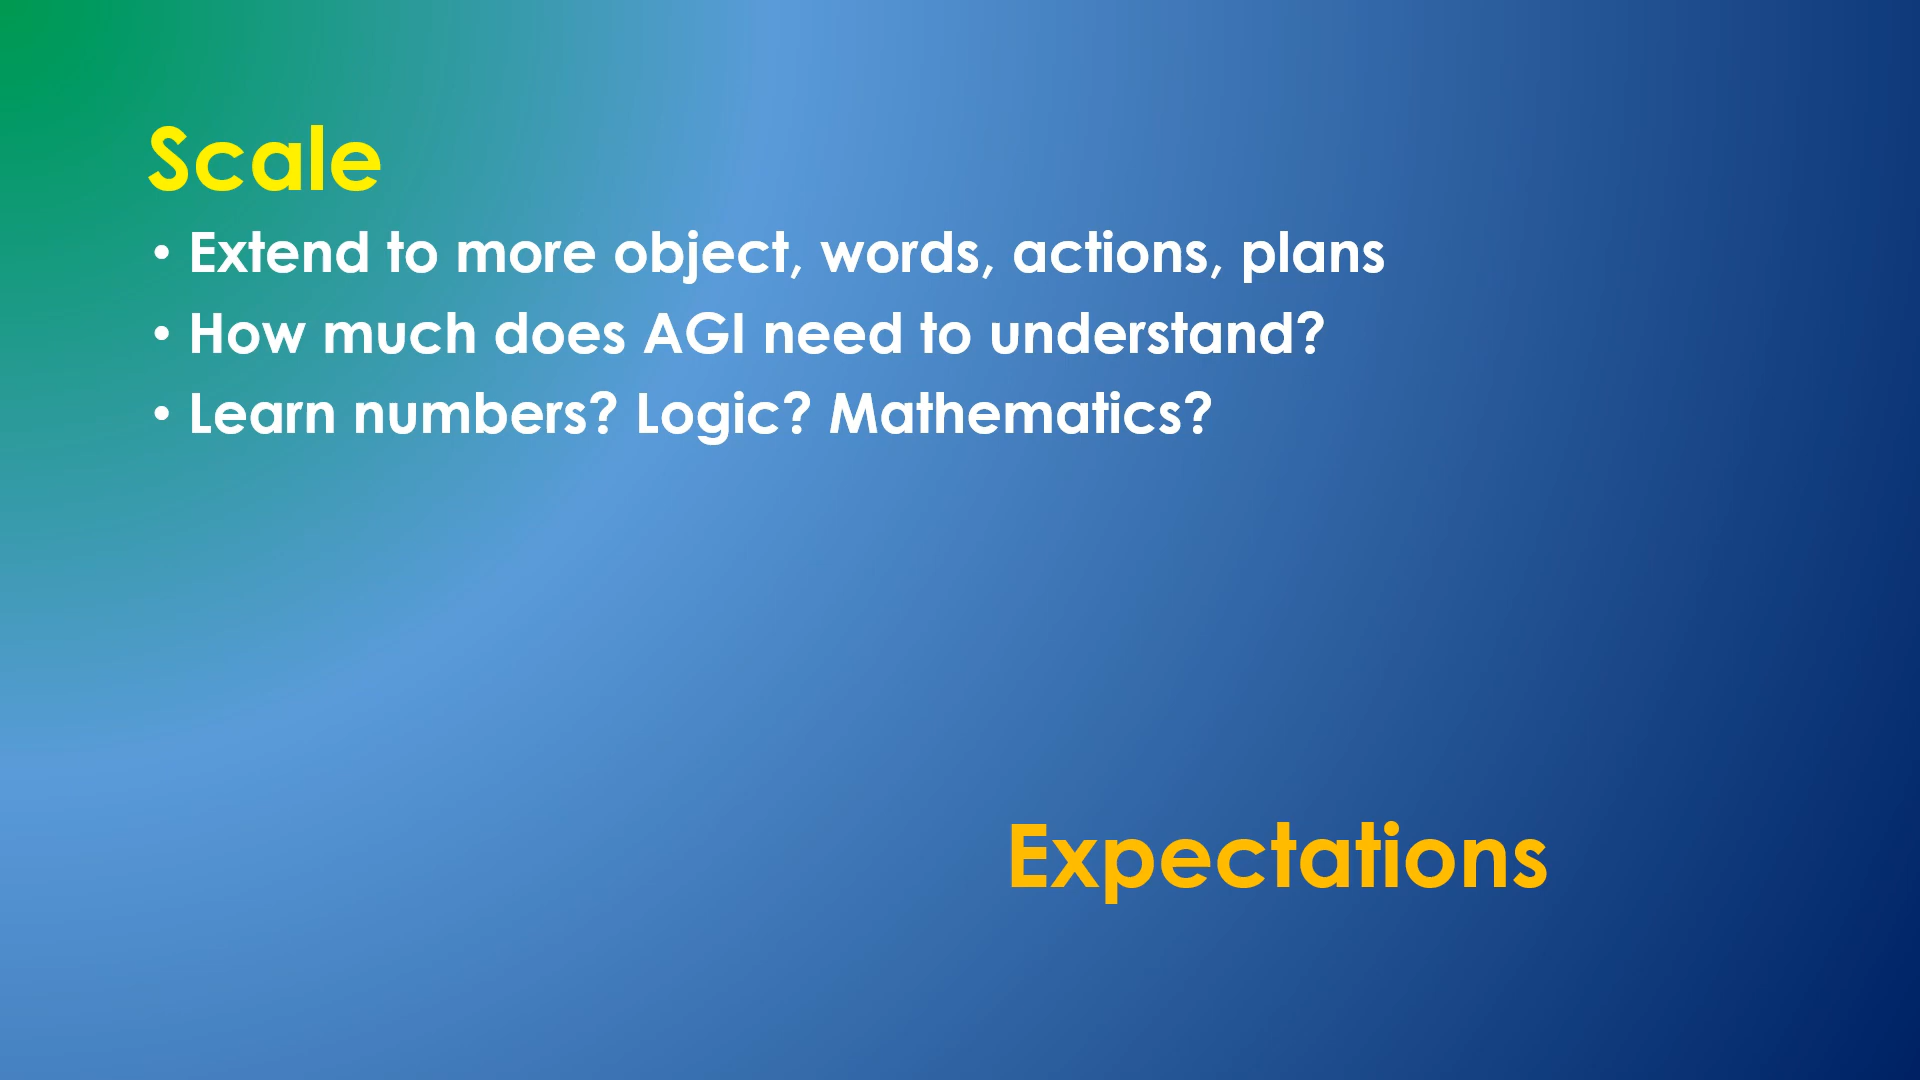 Scale
• Extend to more object, words, actions, plans
• How much does AGI need to understand?
• Learn numbers? Logic? Mathematics?
Expectations